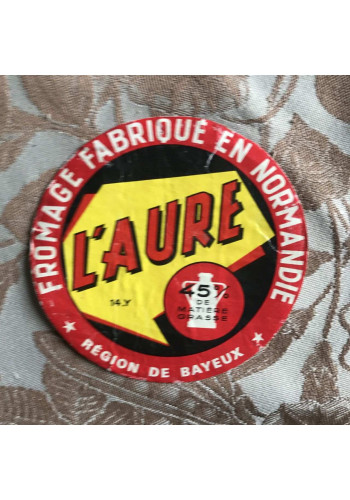 FROMAGE FABRIQUÉ EN NORMANDIE
L'AURE
14.Y
45%
DE
MATIÈRE
GRASSE
★ RÉGION DE BAYEUX ★